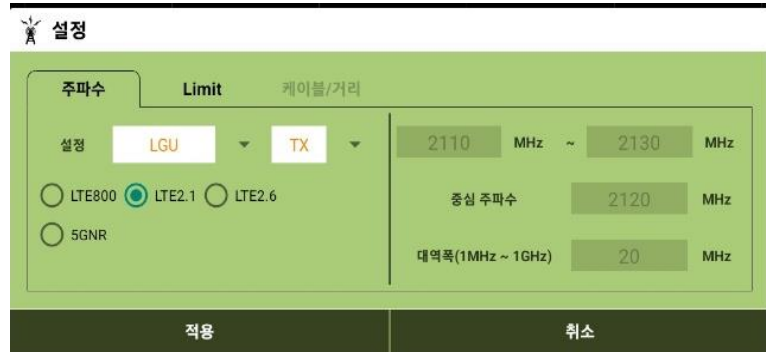 설정
주파수 Limit 케이블/거리
설정 LGU TX
LTE800 LTE2.1 LTE2.6
5GNR
2110 MHz ~ 2130 MHz
중심 주파수 2120 MHz
대역폭(1MHz ~ 1GHz) 20 MHz
적용 취소